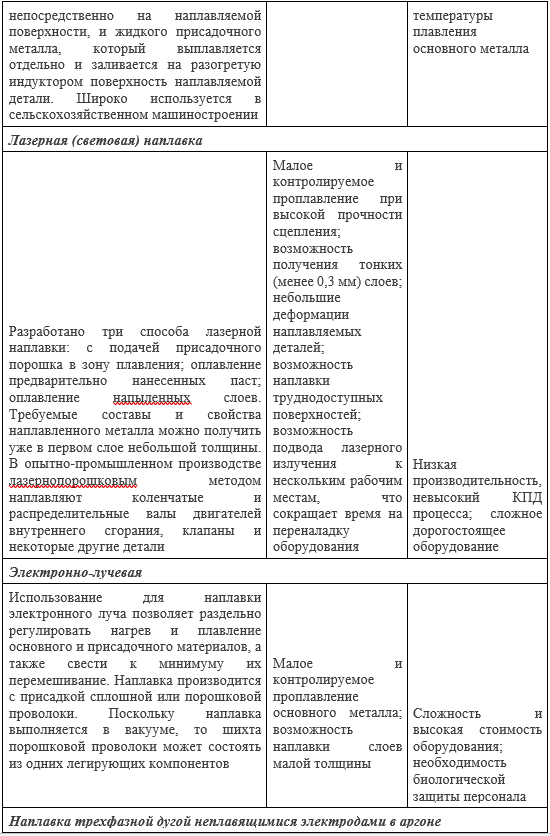 непосредственно на наплавляемой
поверхности, и жидкого присадочного
металла, который выплавляется
отдельно и заливается на разогретую
индуктором поверхность наплавляемой
детали. Широко используется в
сельскохозяйственном машиностроении
температуры
плавления
основного металла
Лазерная (световая) наплавка
Разработано три способа лазерной
наплавки: с подачей присадочного
порошка в зону плавления; оплавление
предварительно нанесенных паст;
оплавление напыленных слоев.
Требуемые составы и свойства
наплавленного металла можно получить
уже в первом слое небольшой толщины.
В опытно-промышленном производстве
лазернопорошковым методом
наплавляют коленчатые и
распределительные валы двигателей
внутреннего сгорания, клапаны и
некоторые другие детали
Малое и
контролируемое
проплавление при
высокой прочности
сцепления;
возможность
получения тонких
(менее 0,3 мм) слоев;
небольшие
деформации
наплавляемых
деталей;
возможность
наплавки
труднодоступных
поверхностей;
возможность
подвода лазерного
излучения к
нескольким рабочим
местам, что
сокращает время на
переналадку
оборудования
Низкая
производительность,
невысокий КПД
процесса; сложное
дорогостоящее
оборудование
Электронно-лучевая
Использование для наплавки
электронного луча позволяет раздельно
регулировать нагрев и плавление
основного и присадочного материалов, а
также свести к минимуму их
перемешивание. Наплавка производится
с присадкой сплошной или порошковой
проволоки. Поскольку наплавка
выполняется в вакууме, то шихта
порошковой проволоки может состоять
из одних легирующих компонентов
Малое и
контролируемое
проплавление
основного металла;
возможность
наплавки слоев
малой толщины
Сложность и
высокая стоимость
оборудования;
необходимость
биологической
защиты персонала
Наплавка трехфазной дугой неплавящимися электродами в аргоне